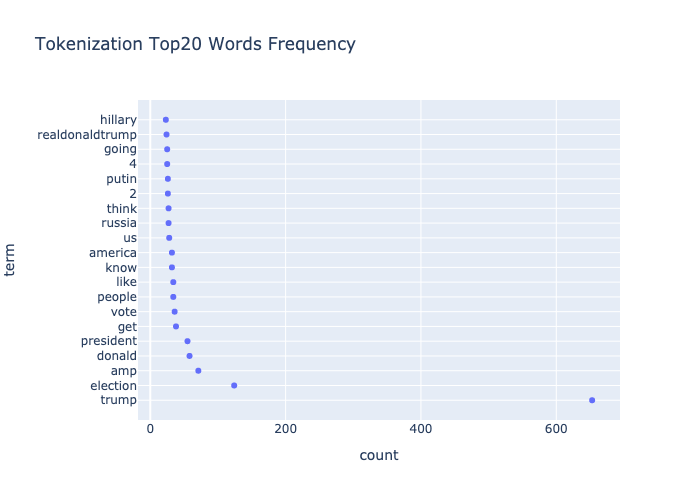 Tokenization Top20 Words Frequency
hillary
realdonaldtrump
going
4
putin
2
think
russia
us
america
know
like
people
vote
get
president
donald
amp
election
trump
term
0 200 400 600
count